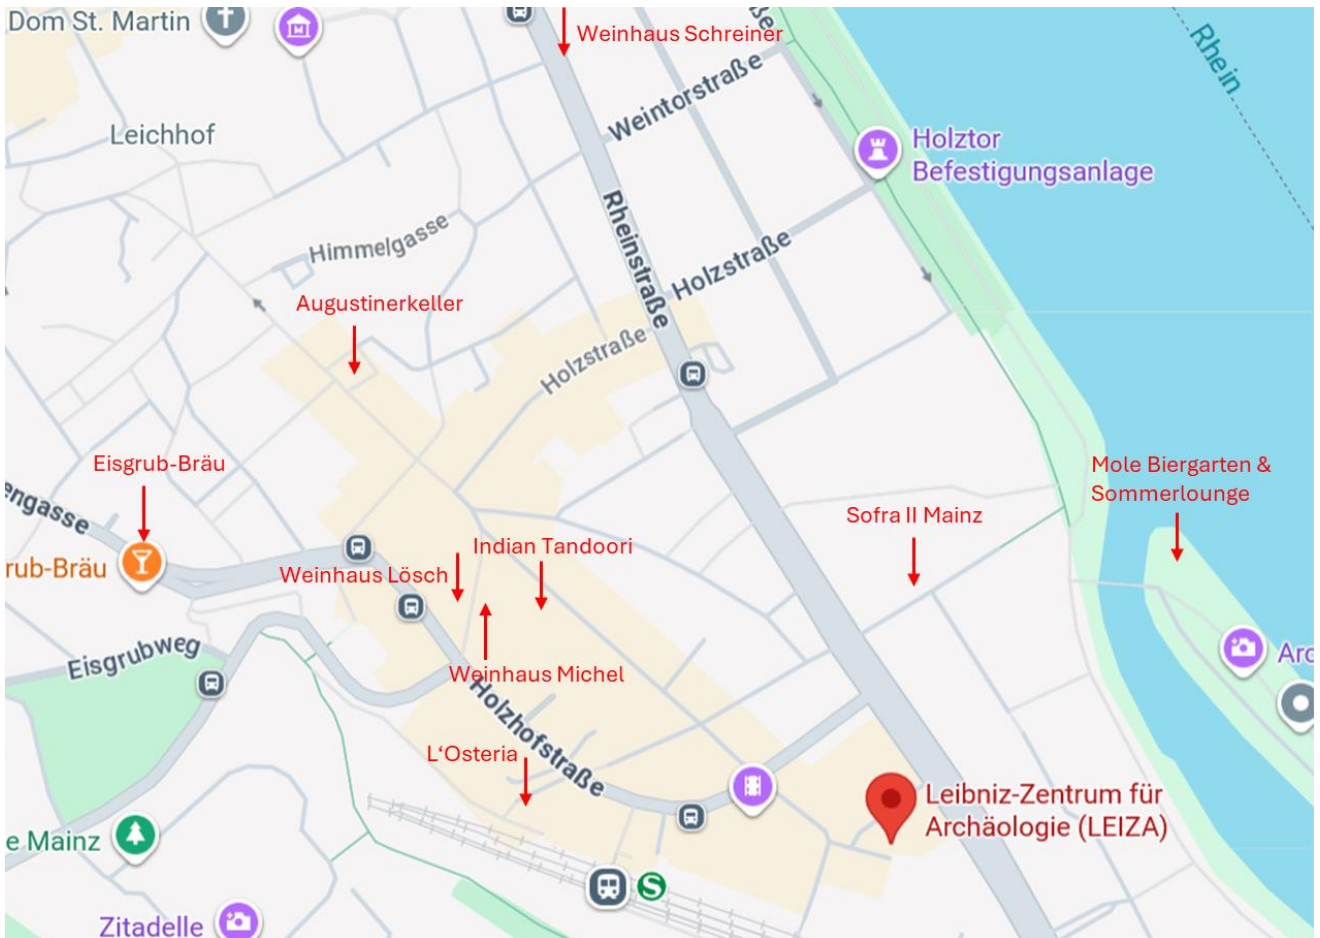 Dom St. Martin
Weinhaus Schreiner
Rhein
Weintorstraße
Leichhof
Holztor
Befestigungsanlage
Rheinstraße
Himmelgasse
Holzstraße
Augustinerkeller
Holzstraße
Eisgrub-Bräu
Mole Biergarten &
Sommerlounge
engasse
Sofra II Mainz
Indian Tandoori
rub-Bräu
Weinhaus Lösch
Eisgrubweg
Arc
Weinhaus Michel
Holzhofstraße
L'Osteria
Leibniz-Zentrum für
Archäologie (LEIZA)
e Mainz
S
Zitadelle